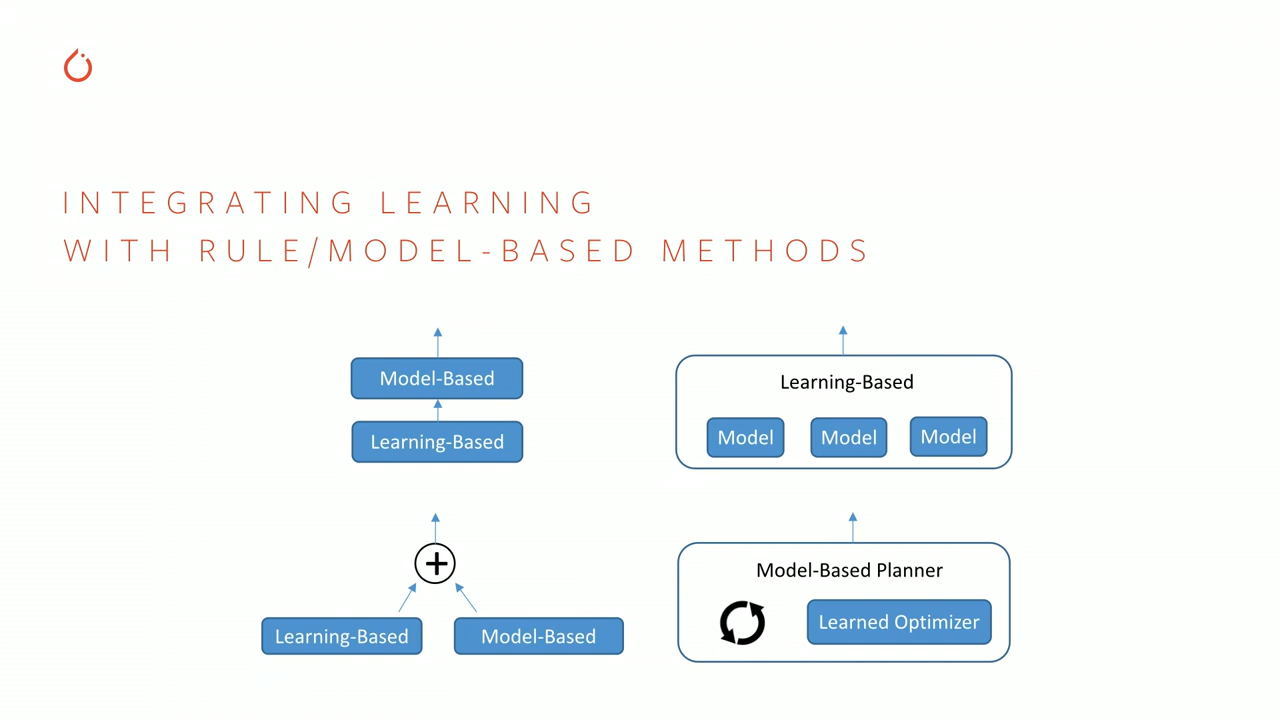 INTEGRATING LEARNING
WITH RULE/MODEL-BASED METHODS
Model-Based
Learning-Based
Learning-Based
Model Model Model
+
Learning-Based Model-Based
Model-Based Planner
Learned Optimizer